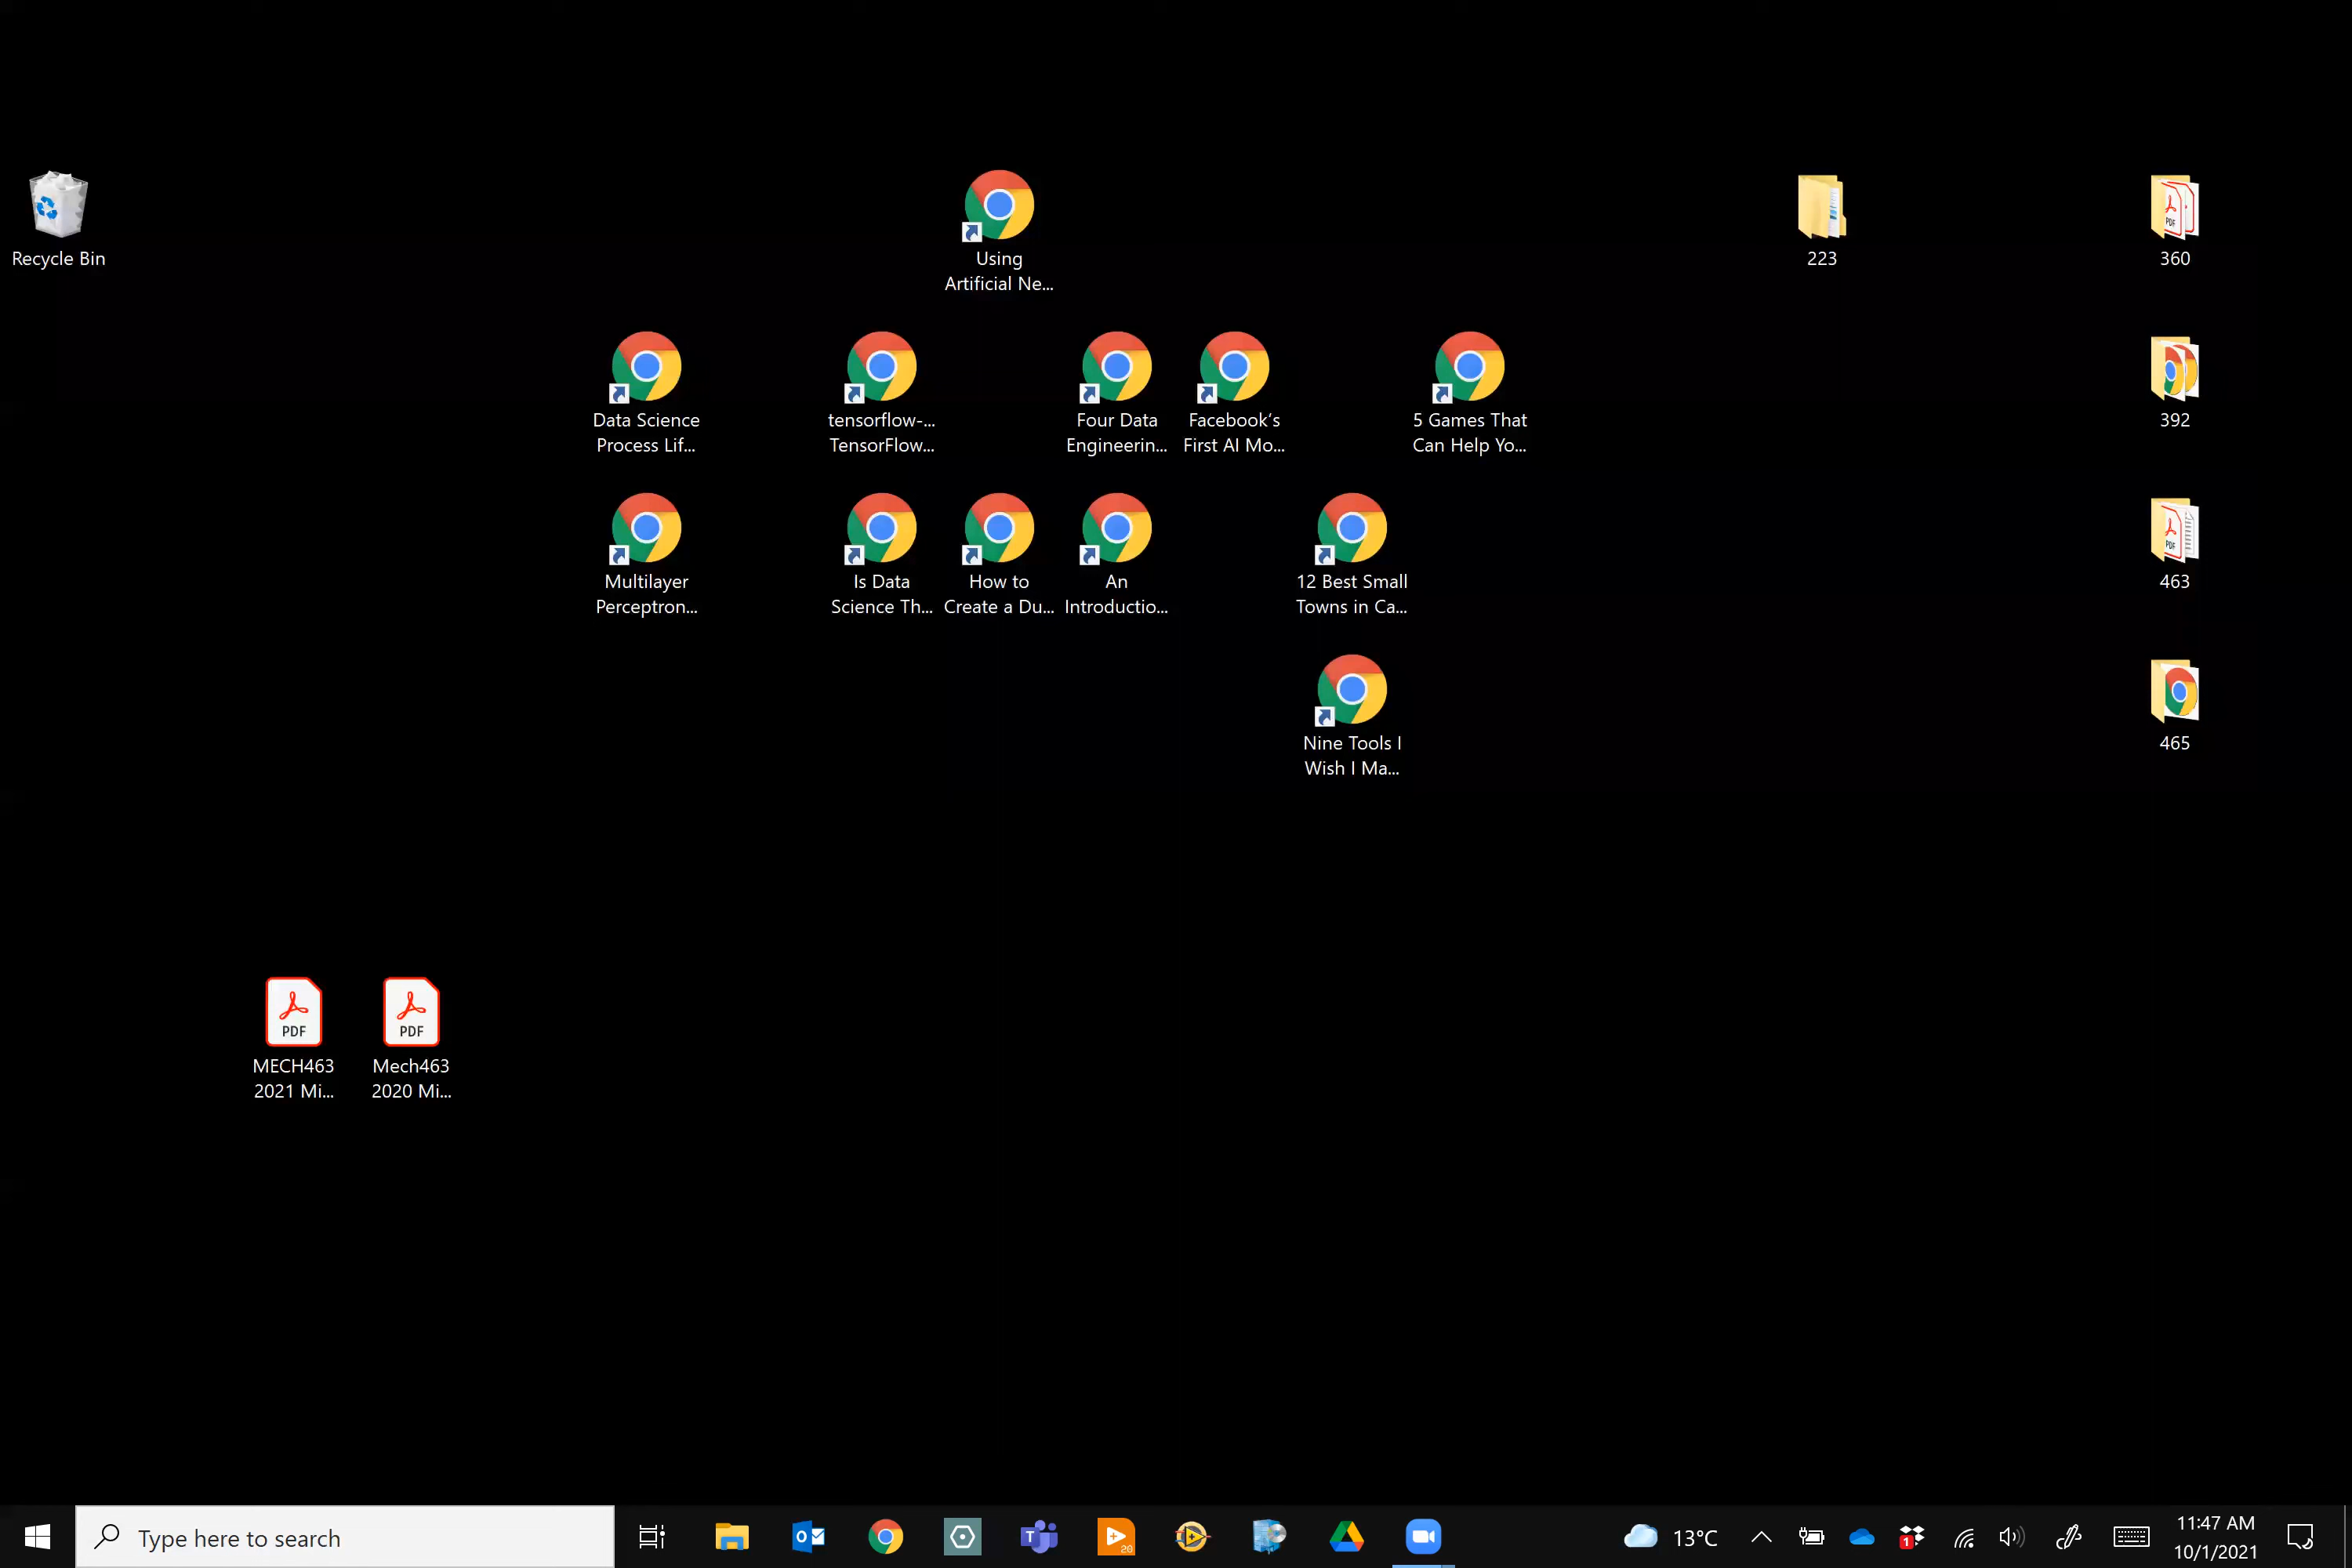 Recycle Bin
Using
Artificial Ne...
223
360
Data Science
Process Lif...
tensorflow-...
TensorFlow...
Four Data
Engineerin...
Facebook’s
First AI Mo...
5 Games That
Can Help Yo...
392
Multilayer
Perceptron...
Is Data
Science Th...
How to
Create a Du...
An
Introductio...
12 Best Small
Towns in Ca...
463
Nine Tools I
Wish I Ma...
465
PDF
MECH463
2021 Mi...
PDF
Mech463
2020 Mi...
Type here to search
20
13°C
1
11:47 AM
10/1/2021